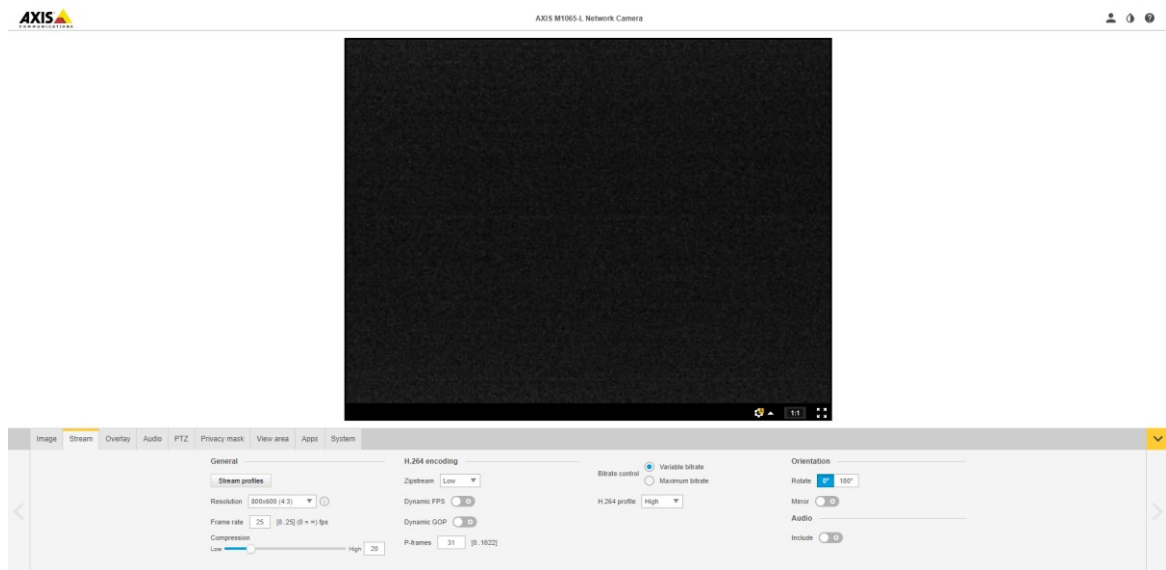 AXIS
COMMUNICATIONS
AXIS M1065-L Network Camera
1:1
Image Stream Overlay Audio PTZ Privacy mask View area Apps System
General
Stream profiles
Resolution 800x600 (4:3)
Frame rate 25 [0..25] (0 = ∞) fps
Compression
Low High 20
H.264 encoding
Zipstream Low
Dynamic FPS
Dynamic GOP
P-frames 31 [0..1022]
Bitrate control Variable bitrate
Maximum bitrate
H.264 profile High
Orientation
Rotate 0° 180°
Mirror
Audio
Include